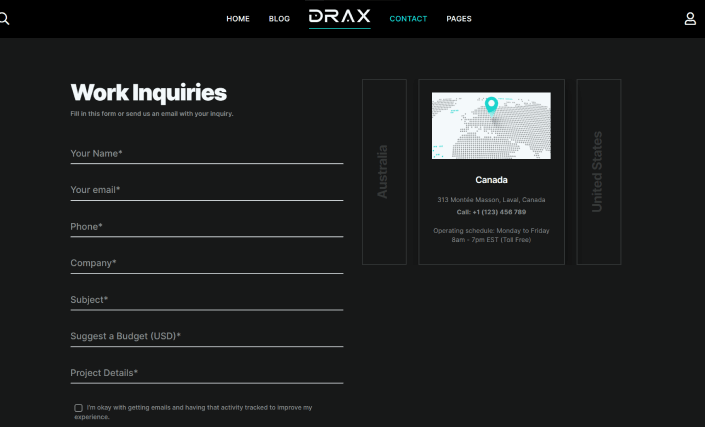 HOME BLOG DRAX CONTACT PAGES
Work Inquiries
Fill in this form or send us an email with your inquiry.
Your Name*
Your email*
Phone*
Company*
Subject*
Suggest a Budget (USD)*
Project Details*
I'm okay with getting emails and having that activity tracked to improve my
experience.
Australia
Canada
313 Montée Masson, Laval, Canada
Call: +1 (123) 456 789
Operating schedule: Monday to Friday
8am - 7pm EST (Toll Free)
United States